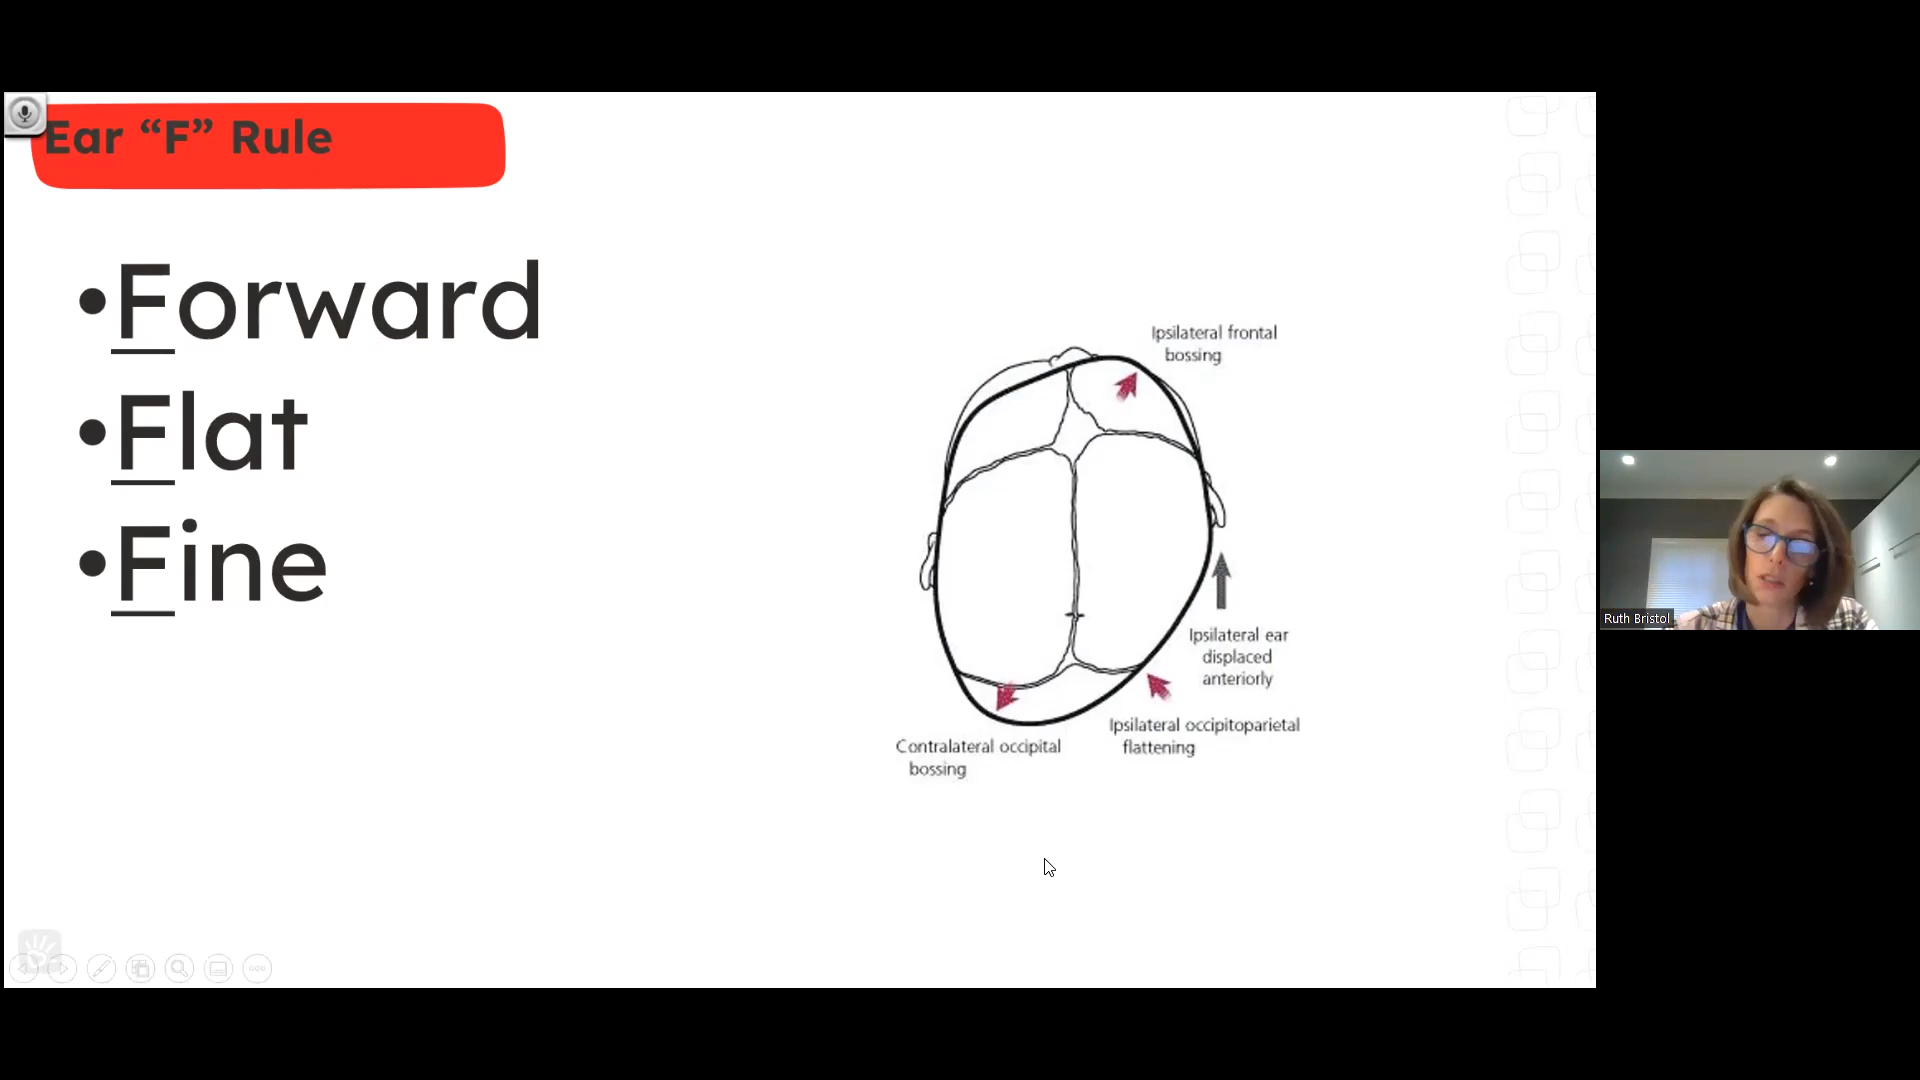 Ear “F” Rule
•Forward
•Flat
•Fine
Ipsilateral frontal
bossing
Ipsilateral ear
displaced
anteriorly
Ipsilateral occipitoparietal
flattening
Contralateral occipital
bossing
Ruth Bristol